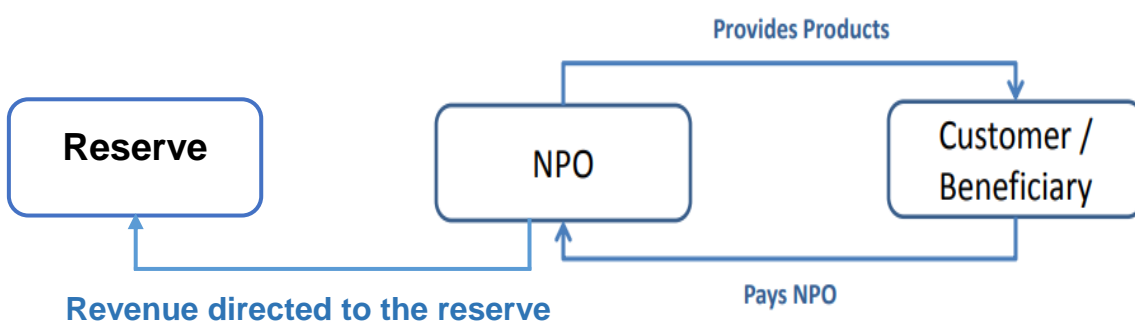 Provides Products
Reserve
NPO
Customer /
Beneficiary
Pays NPO
Revenue directed to the reserve